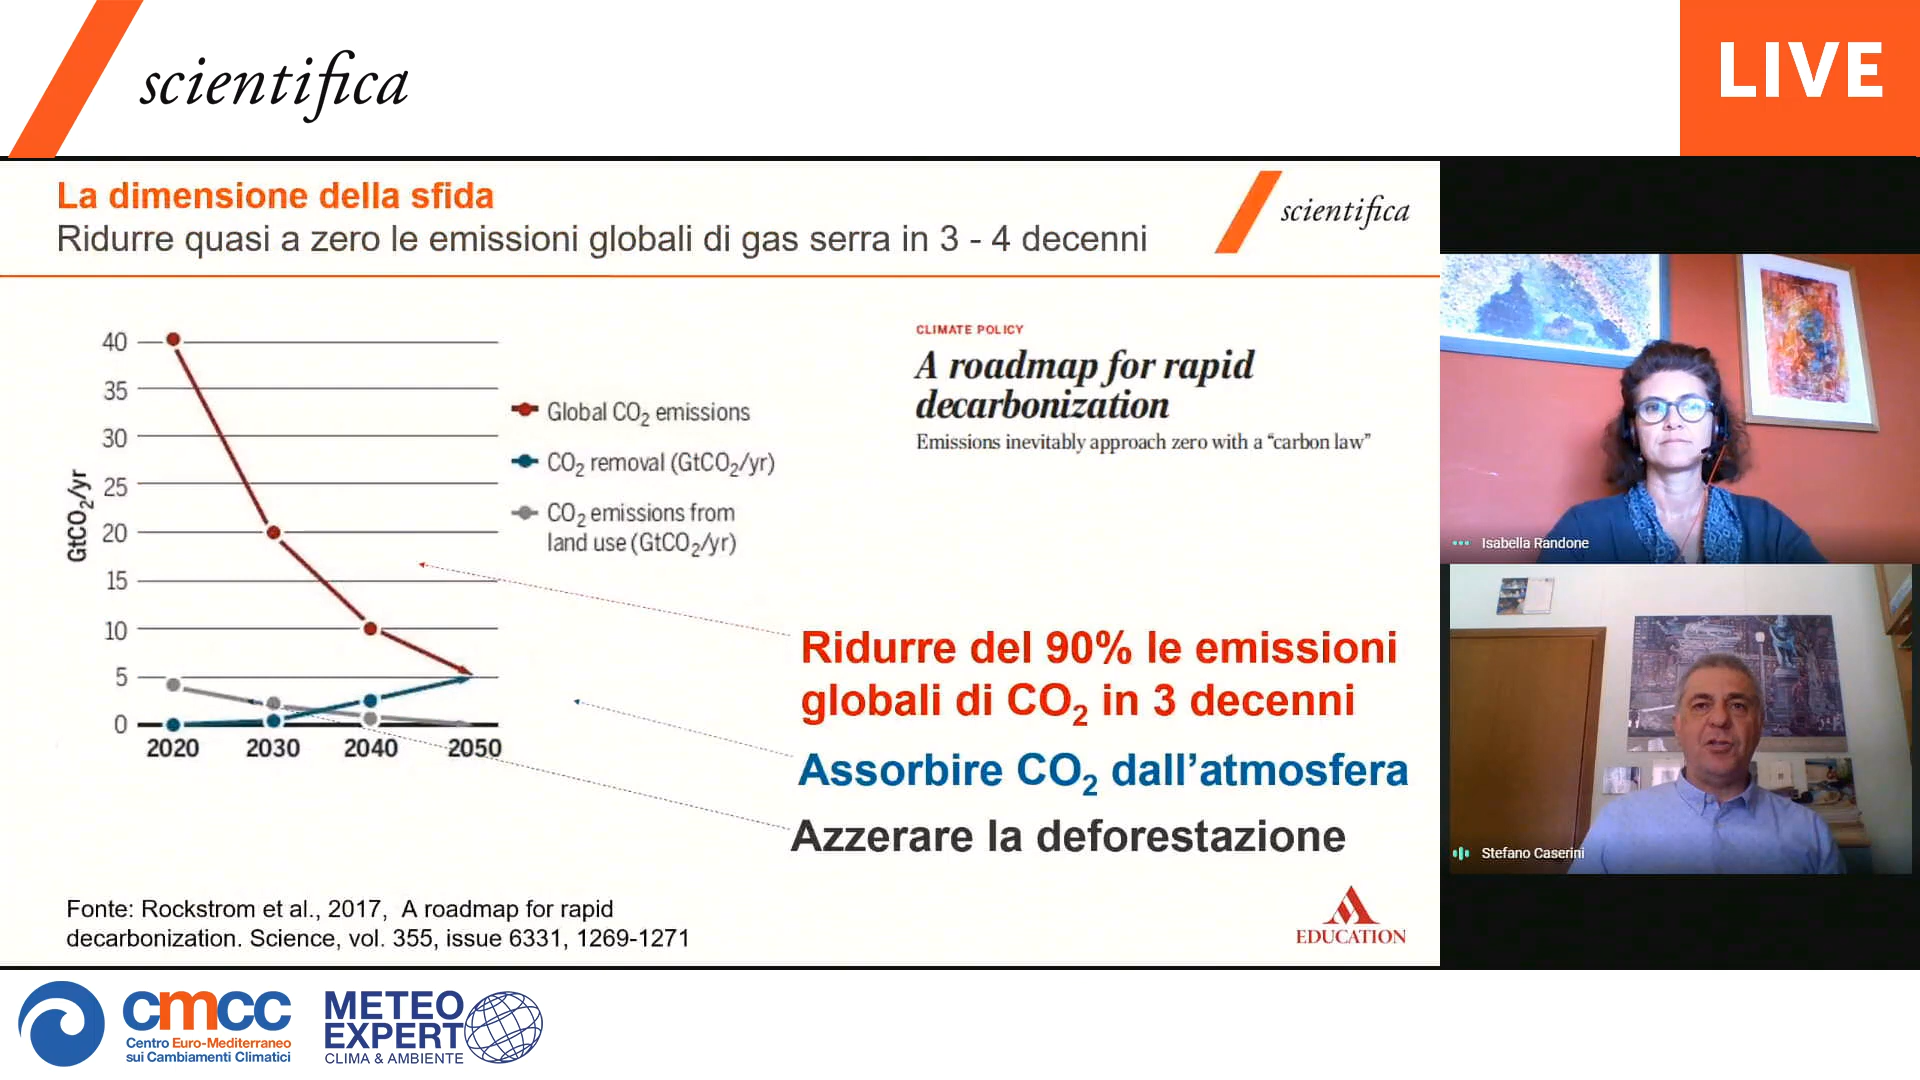 scientifica
LIVE
La dimensione della sfida
Ridurre quasi a zero le emissioni globali di gas serra in 3 - 4 decenni
scientifica
40
35
30
25
20
15
10
5
0
GtCO₂/yr
2020 2030 2040 2050
Global CO₂ emissions
CO₂ removal (GtCO₂/yr)
CO₂ emissions from
land use (GtCO₂/yr)
CLIMATE POLICY
A roadmap for rapid
decarbonization
Emissions inevitably approach zero with a “carbon law”
Ridurre del 90% le emissioni
globali di CO₂ in 3 decenni
Assorbire CO₂ dall’atmosfera
Azzerare la deforestazione
Fonte: Rockstrom et al., 2017, A roadmap for rapid
decarbonization. Science, vol. 355, issue 6331, 1269-1271
EDUCATION
Isabella Randone
Stefano Caserini
cmcc
Centro Euro-Mediterraneo
sui Cambiamenti Climatici
METEO
EXPERT
CLIMA & AMBIENTE